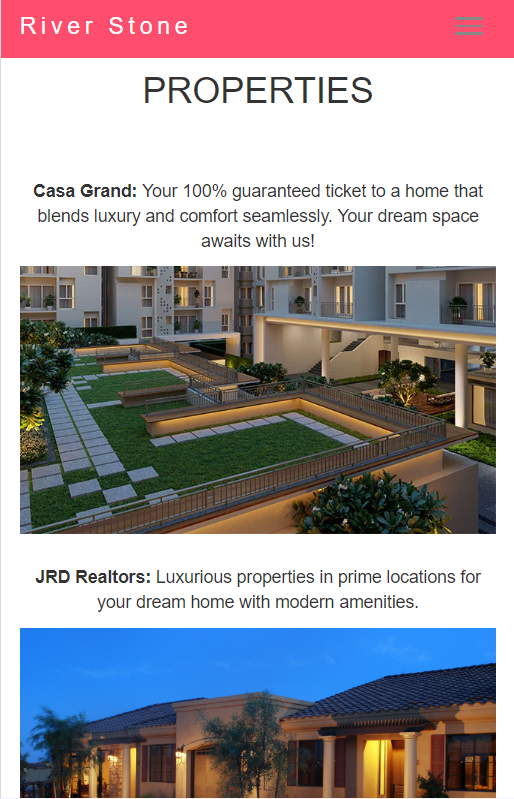 River Stone
PROPERTIES
Casa Grand: Your 100% guaranteed ticket to a home that
blends luxury and comfort seamlessly. Your dream space
awaits with us!
JRD Realtors: Luxurious properties in prime locations for
your dream home with modern amenities.